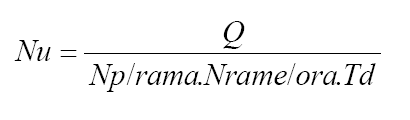 Nu = Q / Np/rama.Nrame/ora.Td